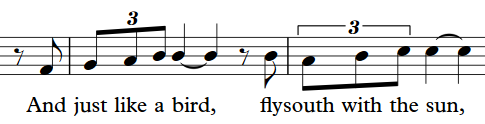 3 3
And just like a bird, flysouth with the sun,